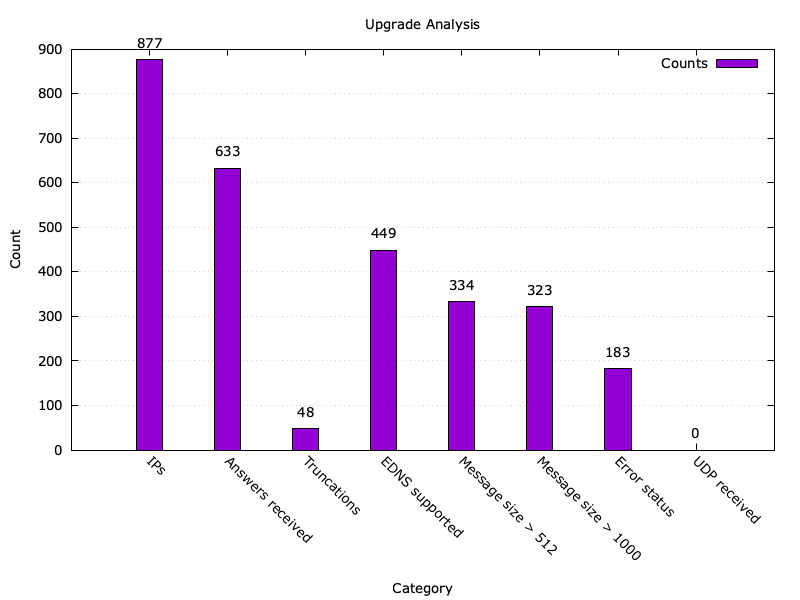 Upgrade Analysis
Counts
Count
900
800
700
600
500
400
300
200
100
0
877
633
48
449
334
323
183
0
IPs
Answers received
Truncations
EDNS supported
Message size > 512
Message size > 1000
Error status
UDP received
Category